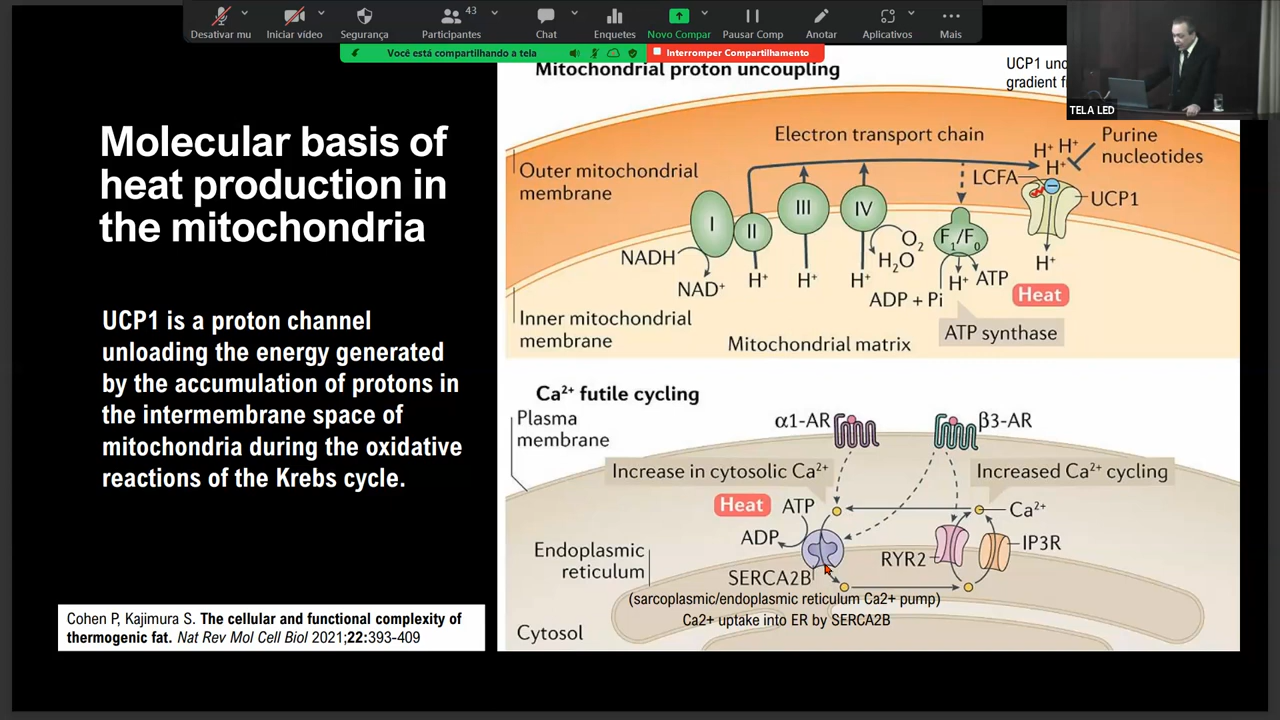 Desativar mu
Iniciar vídeo
Segurança
43
Participantes
Chat
Enquetes
Novo Compar
Pausar Comp
Anotar
Aplicativos
Mais
Você está compartilhando a tela
Interromper Compartilhamento
TELA LED
Molecular basis of
heat production in
the mitochondria
UCP1 is a proton channel
unloading the energy generated
by the accumulation of protons in
the intermembrane space of
mitochondria during the oxidative
reactions of the Krebs cycle.
Cohen P, Kajimura S. The cellular and functional complexity of
thermogenic fat. Nat Rev Mol Cell Biol 2021;22:393-409
Mitochondrial proton uncoupling
UCP1
gradient
Electron transport chain
Purine
nucleotides
H⁺ H⁺
H⁺
Outer mitochondrial
membrane
LCFA
UCP1
I
II
III
IV
F₁/F₀
NADH
NAD⁺
H⁺
H⁺
H⁺
O₂
H₂O
ADP + Pi
H⁺
ATP
H⁺
Heat
Inner mitochondrial
membrane
Mitochondrial matrix
ATP synthase
Ca²⁺ futile cycling
Plasma
membrane
α1-AR
β3-AR
Increase in cytosolic Ca²⁺
Increased Ca²⁺ cycling
Heat
ATP
Ca²⁺
ADP
Endoplasmic
reticulum
RYR2
IP3R
SERCA2B
(sarcoplasmic/endoplasmic reticulum Ca2+ pump)
Ca2+ uptake into ER by SERCA2B
Cytosol